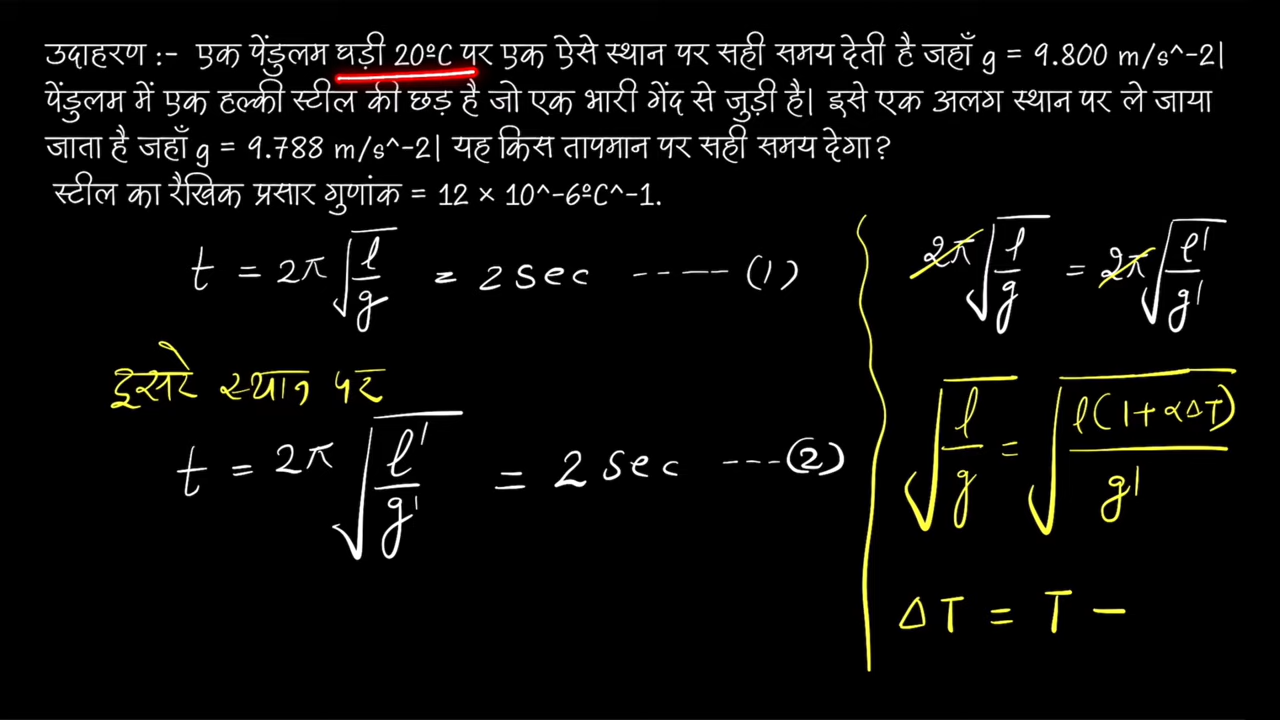 उदाहरण :- एक पेंडुलम घड़ी 20ºC पर एक ऐसे स्थान पर सही समय देती है जहाँ g = 9.800 m/s^-2|
पेंडुलम में एक हल्की स्टील की छड़ है जो एक भारी गेंद से जुड़ी है| इसे एक अलग स्थान पर ले जाया
जाता है जहाँ g = 9.788 m/s^-2| यह किस तापमान पर सही समय देगा?
स्टील का रैखिक प्रसार गुणांक = 12 × 10^-6ºC^-1.
t = 2π √(l/g) = 2 sec ----- (1)
दूसरे स्थान पर
t = 2π √(l'/g') = 2 sec ---(2)
2π √(l/g) = 2π √(l'/g')
√(l/g) = √(l(1+αΔT)/g')
ΔT = T −